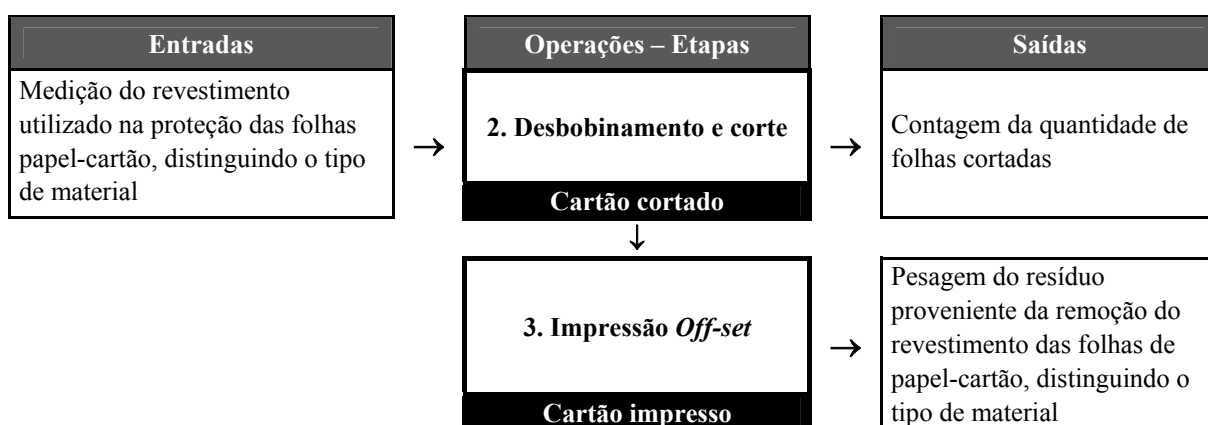 Entradas
Operações – Etapas
Saídas
Medição do revestimento
utilizado na proteção das folhas
papel-cartão, distinguindo o tipo
de material
→
2. Desbobinamento e corte
Cartão cortado
→
Contagem da quantidade de
folhas cortadas
↓
3. Impressão Off-set
Cartão impresso
→
Pesagem do resíduo
proveniente da remoção do
revestimento das folhas de
papel-cartão, distinguindo o
tipo de material